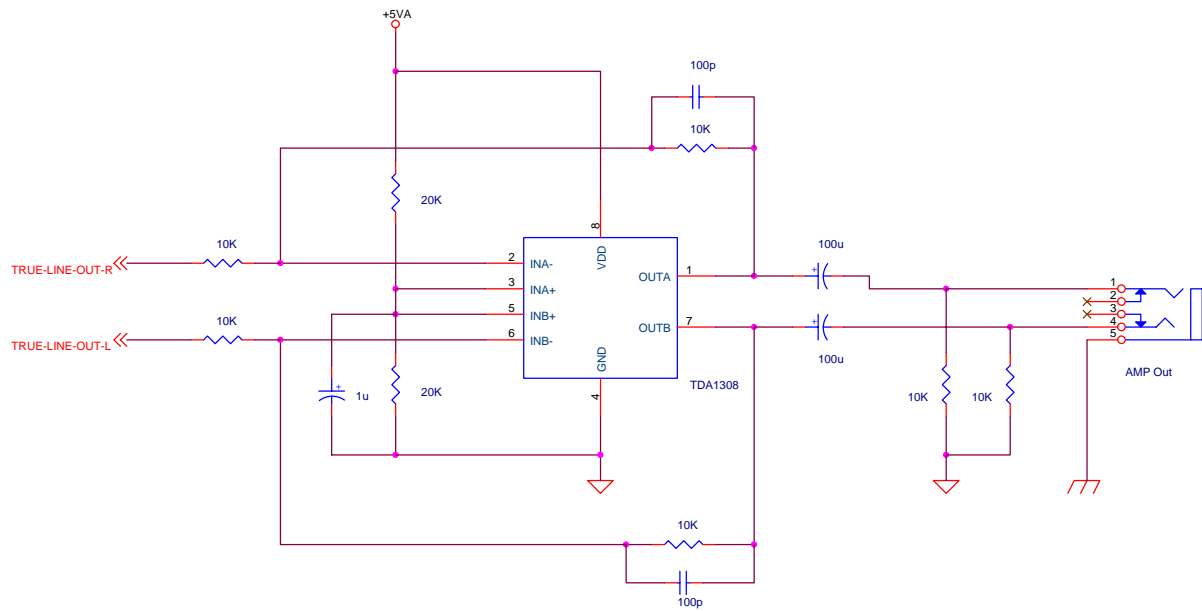 +5VA
100p
10K
20K
8
VDD
10K
TRUE-LINE-OUT-R
2 INA-
3 INA+
5 INB+
6 INB-
OUTA 1
OUTB 7
GND
4
TDA1308
100u
+
+
100u
10K
TRUE-LINE-OUT-L
+
1u
20K
10K
10K
1
2
3
4
5
AMP Out
10K
100p